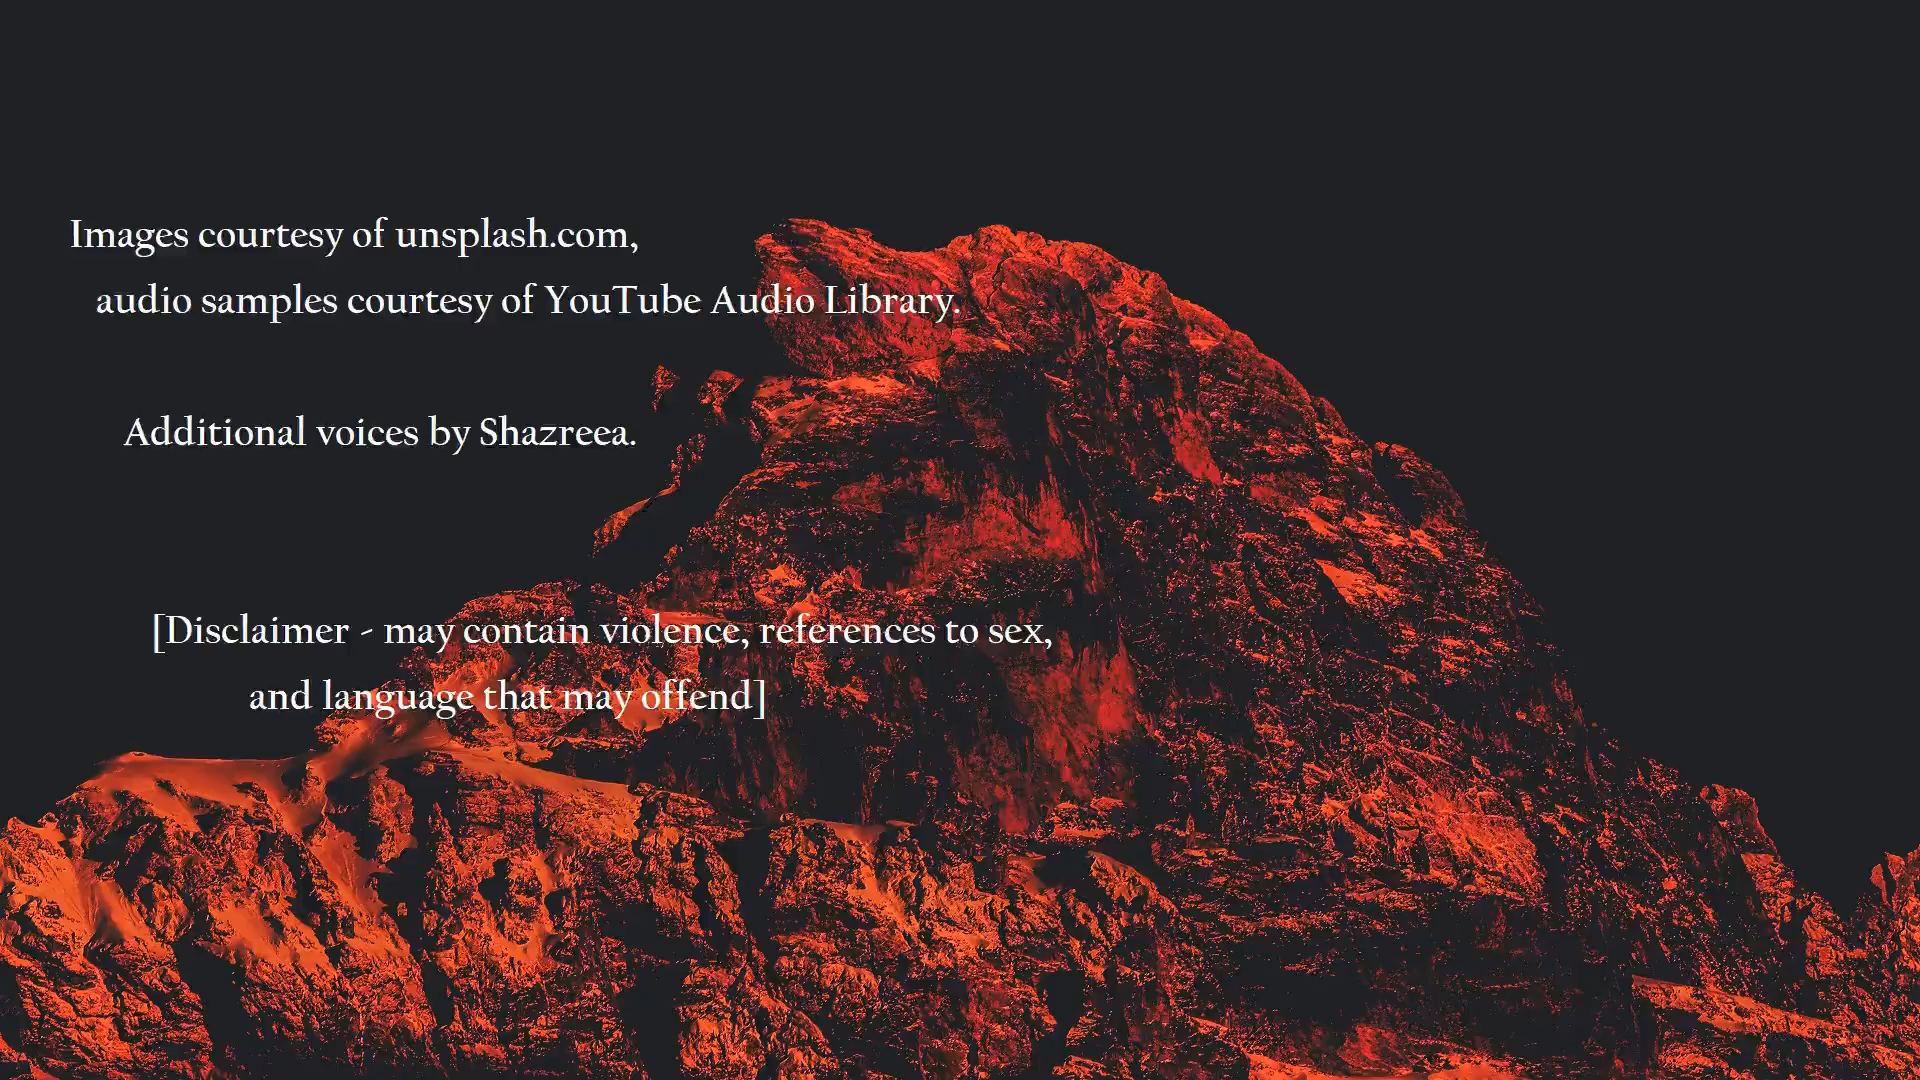 Images courtesy of unsplash.com,
audio samples courtesy of YouTube Audio Library.
Additional voices by Shazreea.
[Disclaimer - may contain violence, references to sex,
and language that may offend]